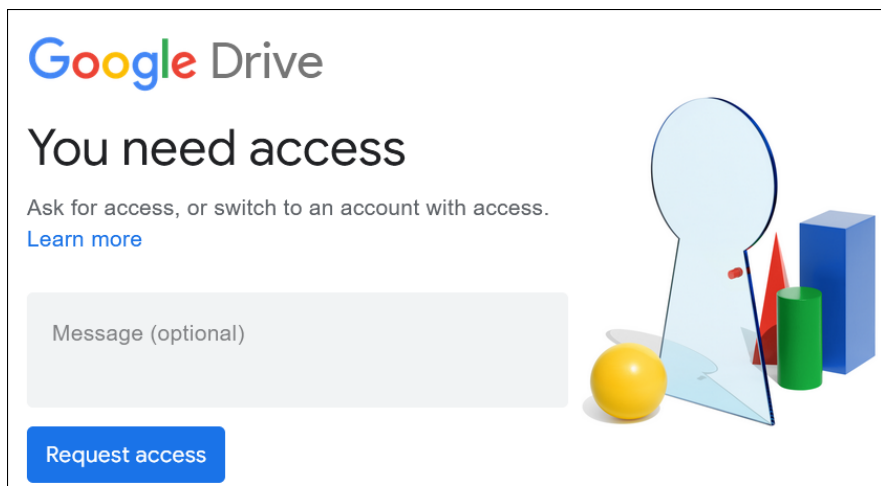 Google Drive
You need access
Ask for access, or switch to an account with access.
Learn more
Message (optional)
Request access